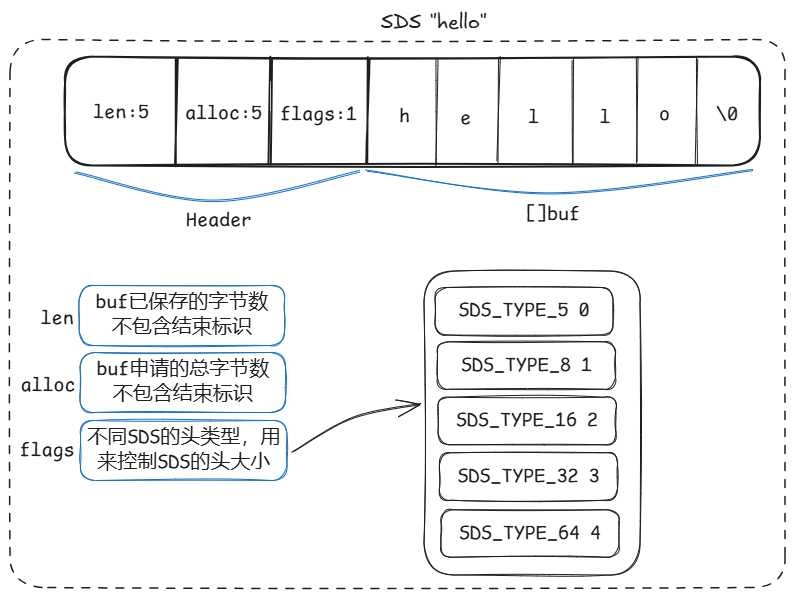 SDS "hello"
len:5 alloc:5 flags:1 h e l l o \0
Header []buf
len buf已保存的字节数
不包含结束标识
alloc buf申请的总字节数
不包含结束标识
flags 不同SDS的头类型，用
来控制SDS的头大小
SDS_TYPE_5 0
SDS_TYPE_8 1
SDS_TYPE_16 2
SDS_TYPE_32 3
SDS_TYPE_64 4